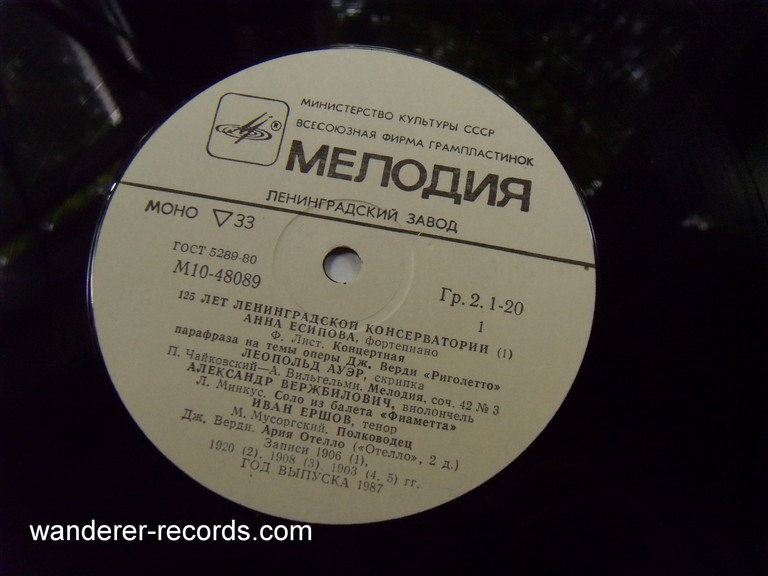 МИНИСТЕРСТВО КУЛЬТУРЫ СССР
ВСЕСОЮЗНАЯ ФИРМА ГРАМПЛАСТИНОК
®
МЕЛОДИЯ
ЛЕНИНГРАДСКИЙ ЗАВОД
МОНО ▽ 33
ГОСТ 5289-80
М10-48089
Гр. 2. 1-20
1
125 ЛЕТ ЛЕНИНГРАДСКОЙ КОНСЕРВАТОРИИ (1)
АННА ЕСИПОВА, фортепиано
Ф. Лист. Концертная
парафраза на темы оперы Дж. Верди «Риголетто»
ЛЕОПОЛЬД АУЭР, скрипка
П. Чайковский—А. Вильгельми. Мелодия, соч. 42 № 3
АЛЕКСАНДР ВЕРЖБИЛОВИЧ, виолончель
Л. Минкус. Соло из балета «Фиаметта»
ИВАН ЕРШОВ, тенор
М. Мусоргский. Полководец
Дж. Верди. Ария Отелло («Отелло», 2 д.)
Записи 1906 (1),
1920 (2), 1908 (3), 1903 (4, 5) гг.
ГОД ВЫПУСКА 1987
wanderer-records.com